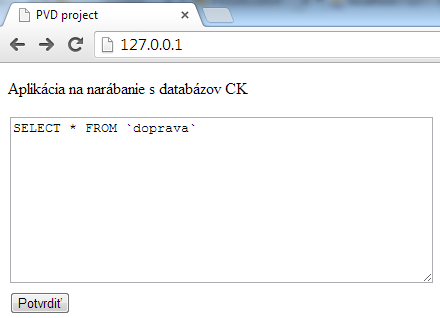 PVD project
127.0.0.1
Aplikácia na narábanie s databázov CK
SELECT * FROM `doprava`
Potvrdiť